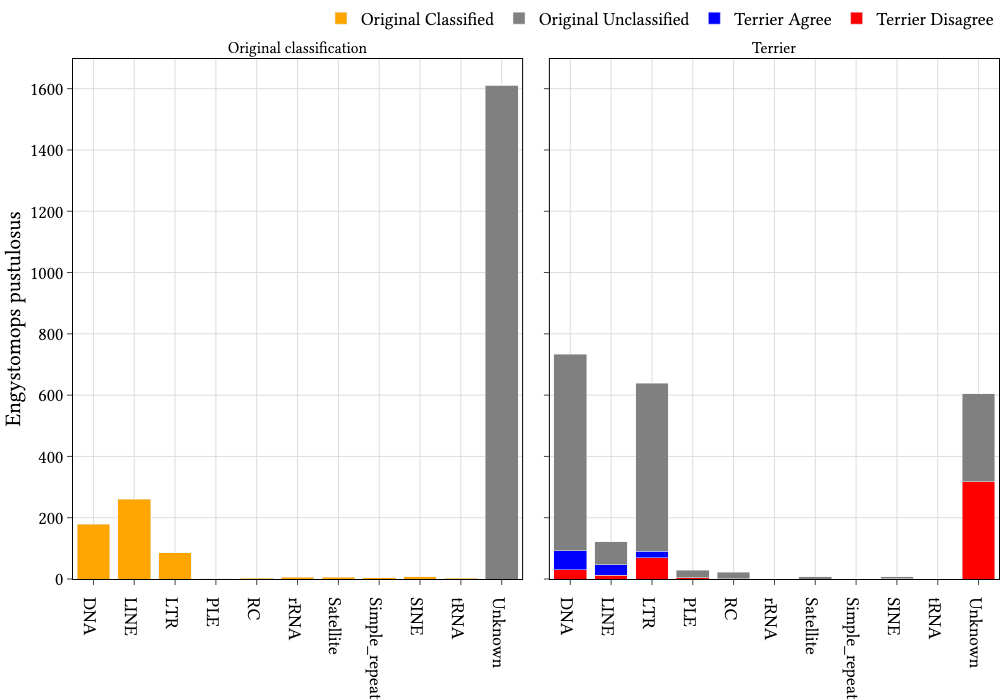 Original Classified Original Unclassified Terrier Agree Terrier Disagree
Original classification Terrier
Engystomops pustulosus
1600
1400
1200
1000
800
600
400
200
0
DNA LINE LTR PLE RC rRNA Satellite Simple_repeat SINE tRNA Unknown DNA LINE LTR PLE RC rRNA Satellite Simple_repeat SINE tRNA Unknown